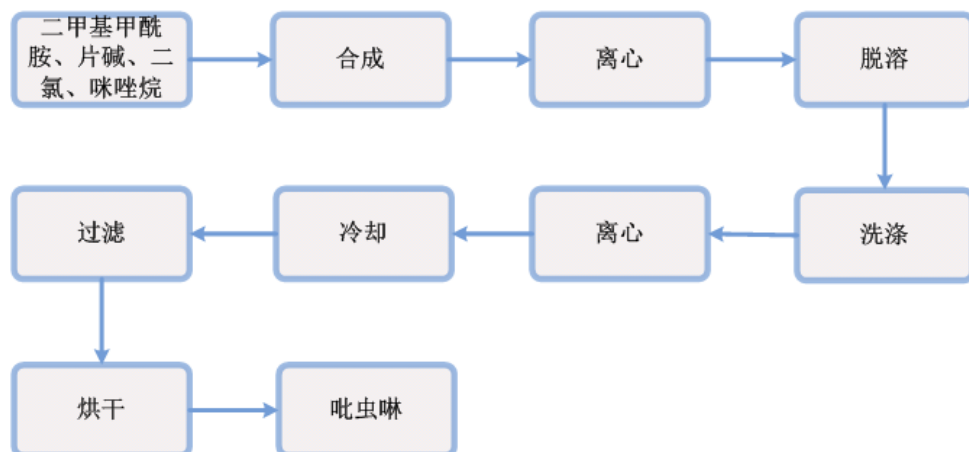 二甲基甲酰
胺、片碱、二
氯、咪唑烷
合成
离心
脱溶
洗涤
离心
冷却
过滤
烘干
吡虫啉